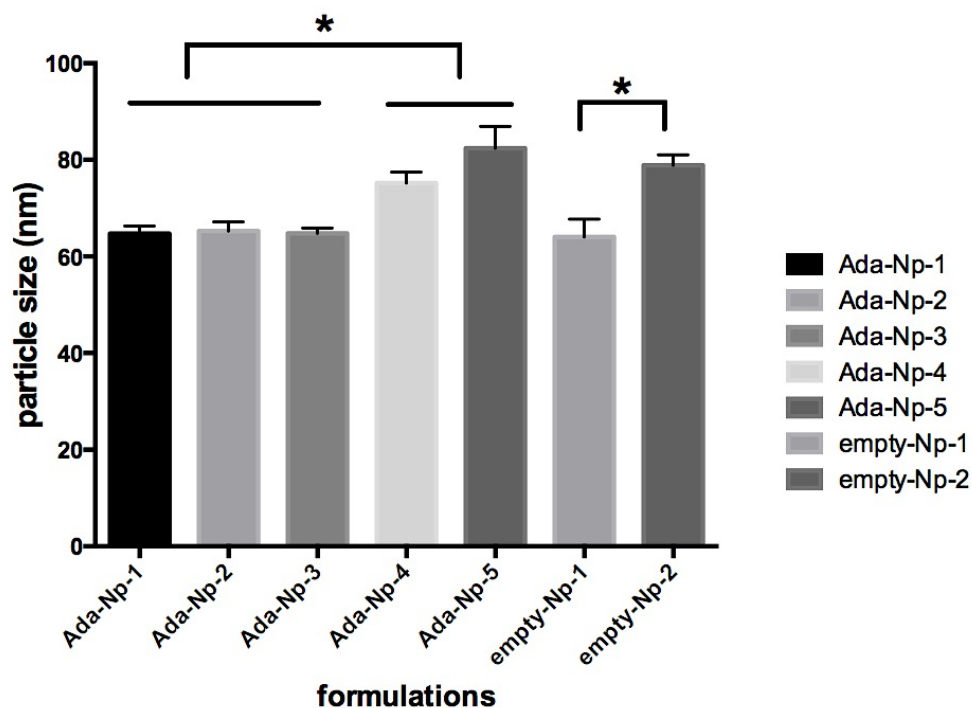 *
*
100
80
60
40
20
0
particle size (nm)
Ada-Np-1
Ada-Np-2
Ada-Np-3
Ada-Np-4
Ada-Np-5
empty-Np-1
empty-Np-2
formulations
Ada-Np-1
Ada-Np-2
Ada-Np-3
Ada-Np-4
Ada-Np-5
empty-Np-1
empty-Np-2